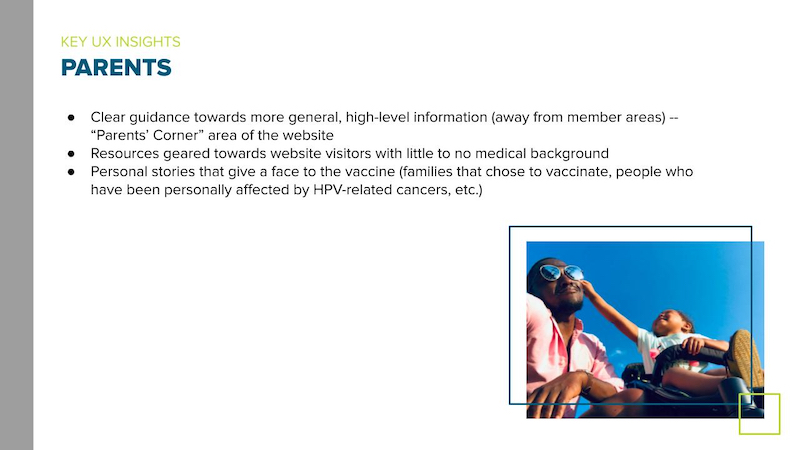 KEY UX INSIGHTS
PARENTS
● Clear guidance towards more general, high-level information (away from member areas) --
“Parents’ Corner” area of the website
● Resources geared towards website visitors with little to no medical background
● Personal stories that give a face to the vaccine (families that chose to vaccinate, people who
have been personally affected by HPV-related cancers, etc.)